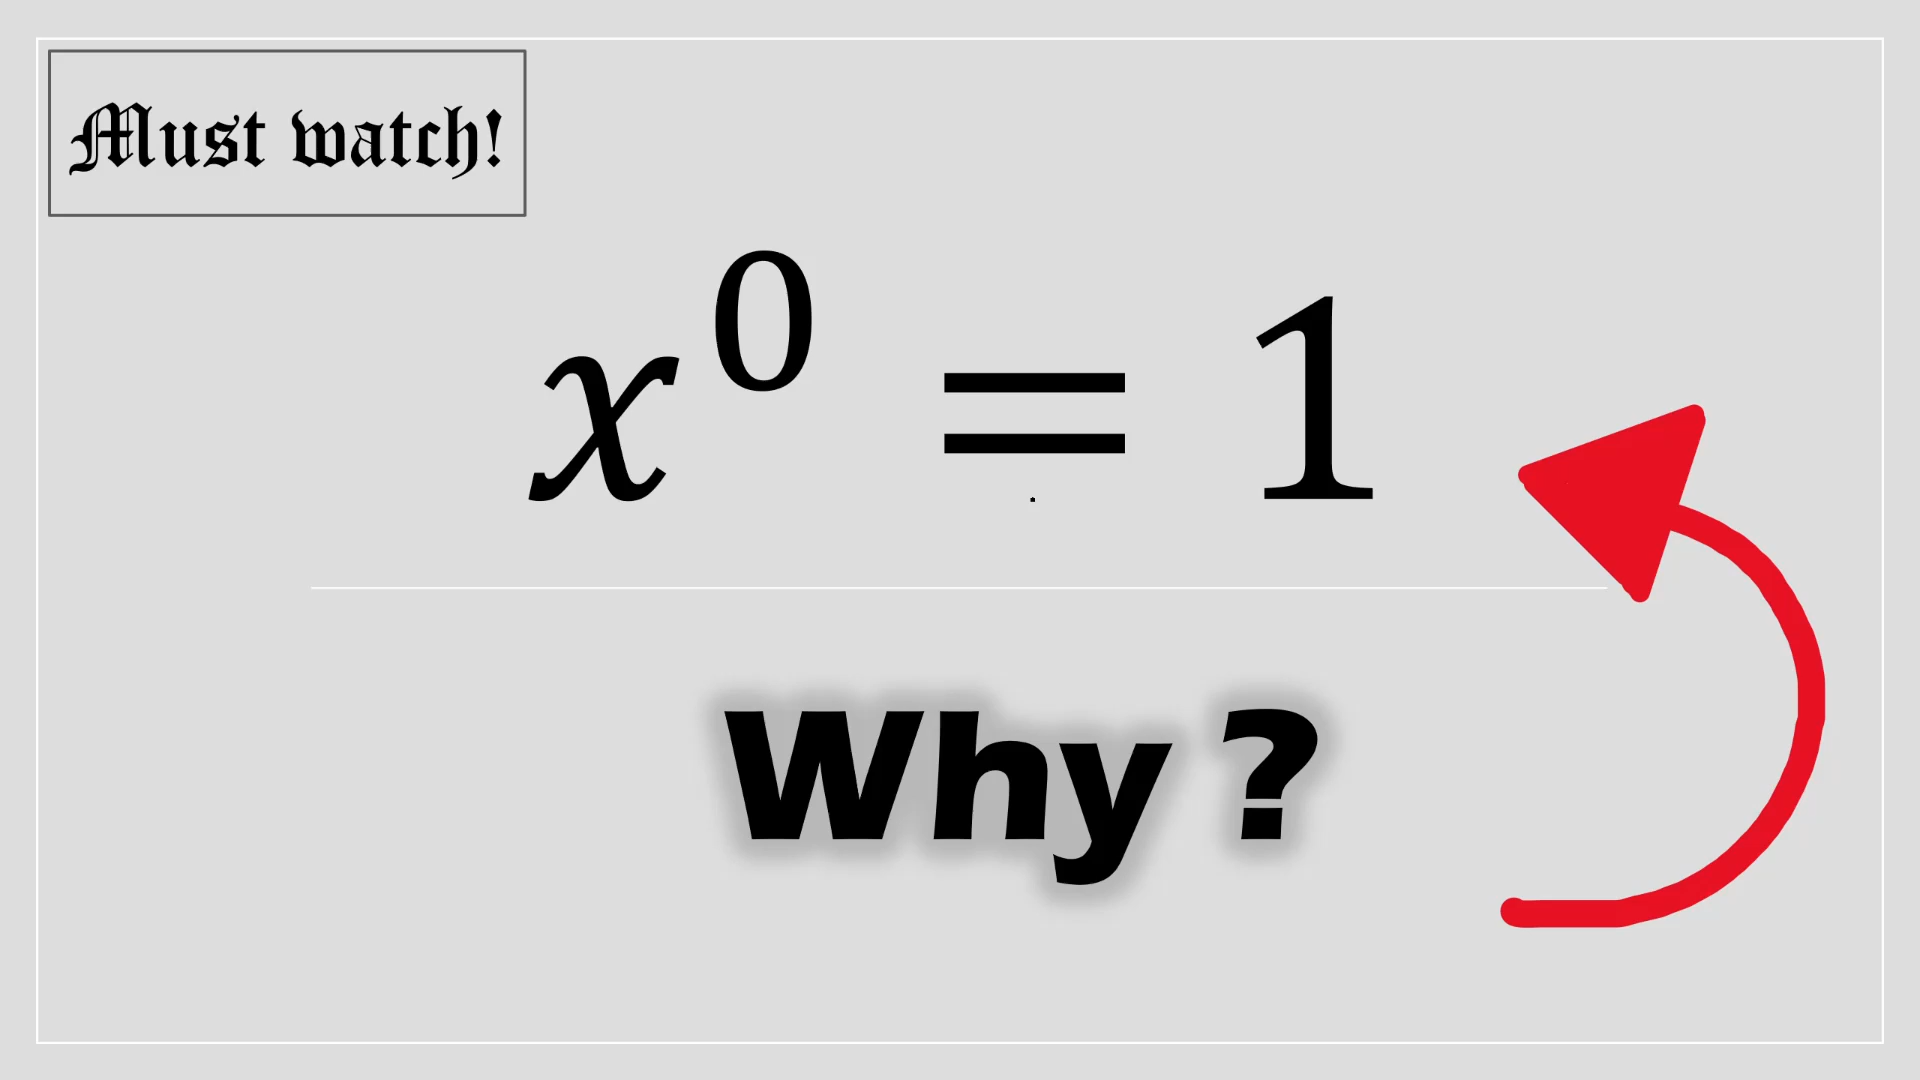 Must watch!
x⁰ = 1
Why ?